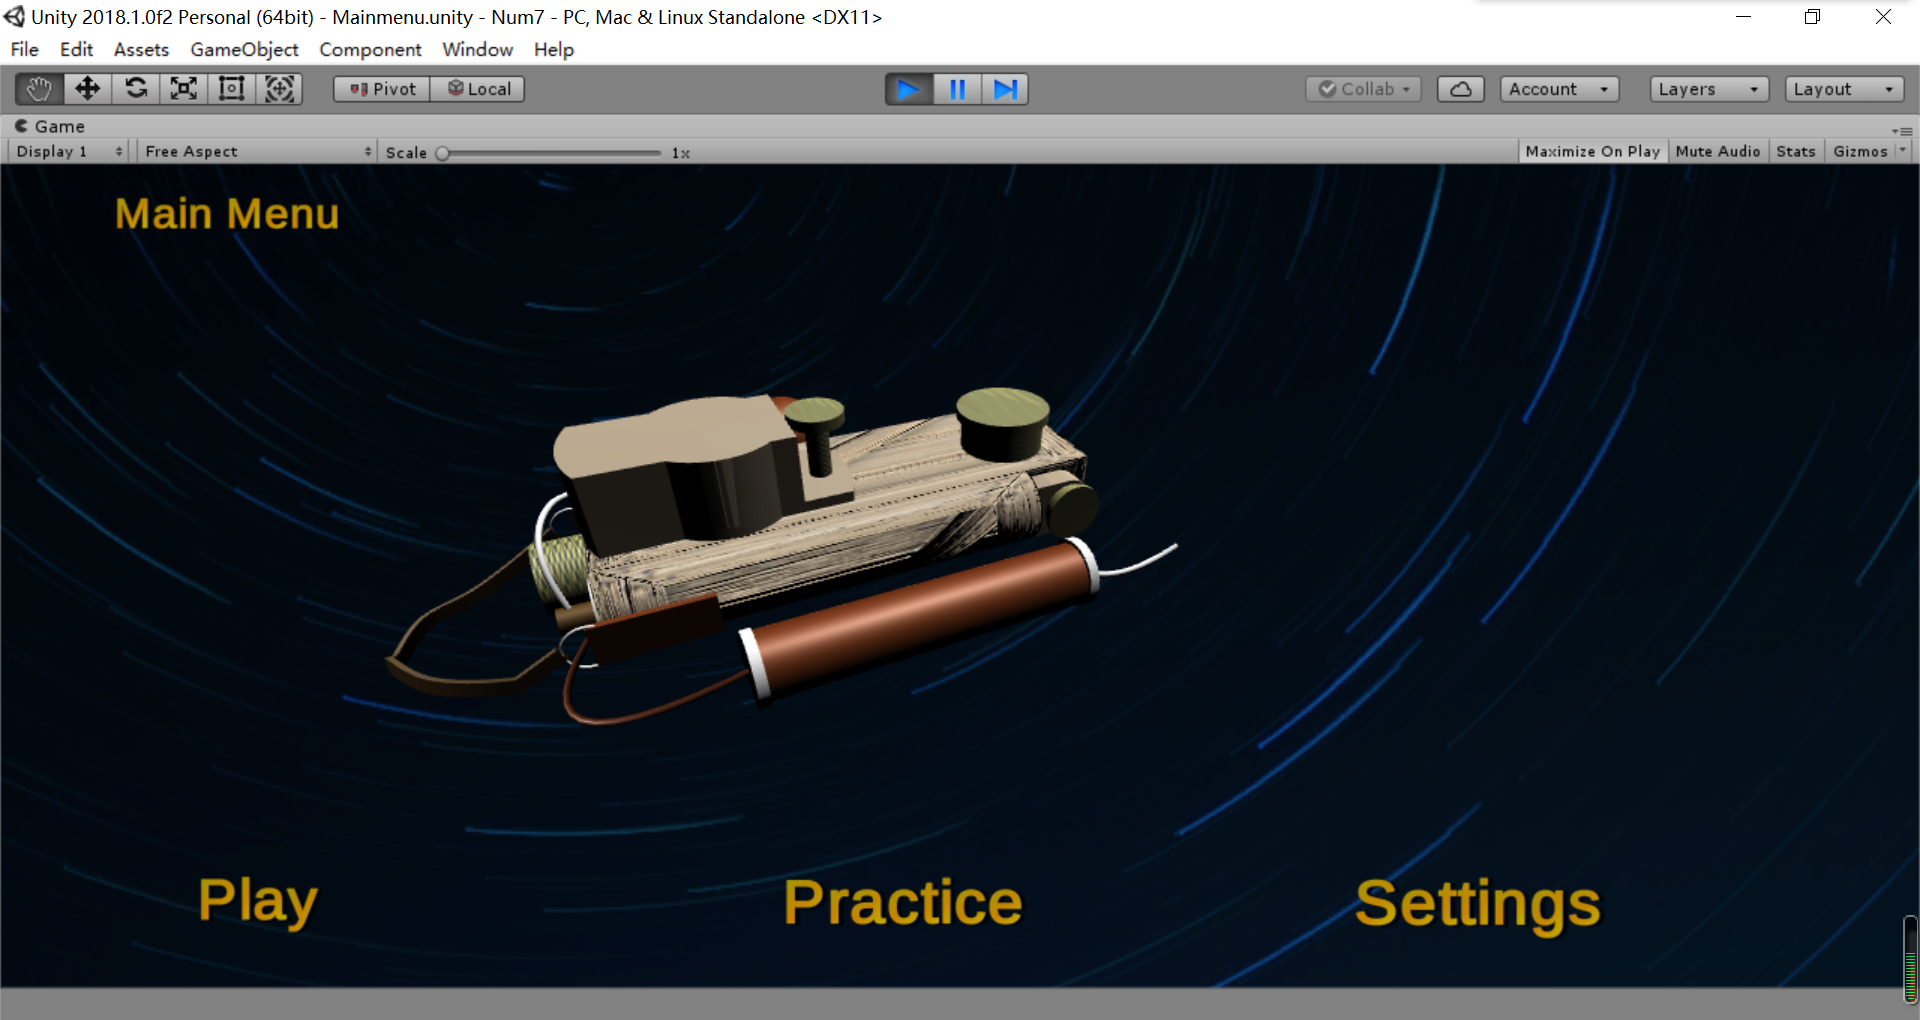 Unity 2018.1.0f2 Personal (64bit) - Mainmenu.unity - Num7 - PC, Mac & Linux Standalone <DX11>
File Edit Assets GameObject Component Window Help
Pivot Local Collab Account Layers Layout
Game
Display 1 Free Aspect Scale 1x Maximize On Play Mute Audio Stats Gizmos
Main Menu
Play Practice Settings